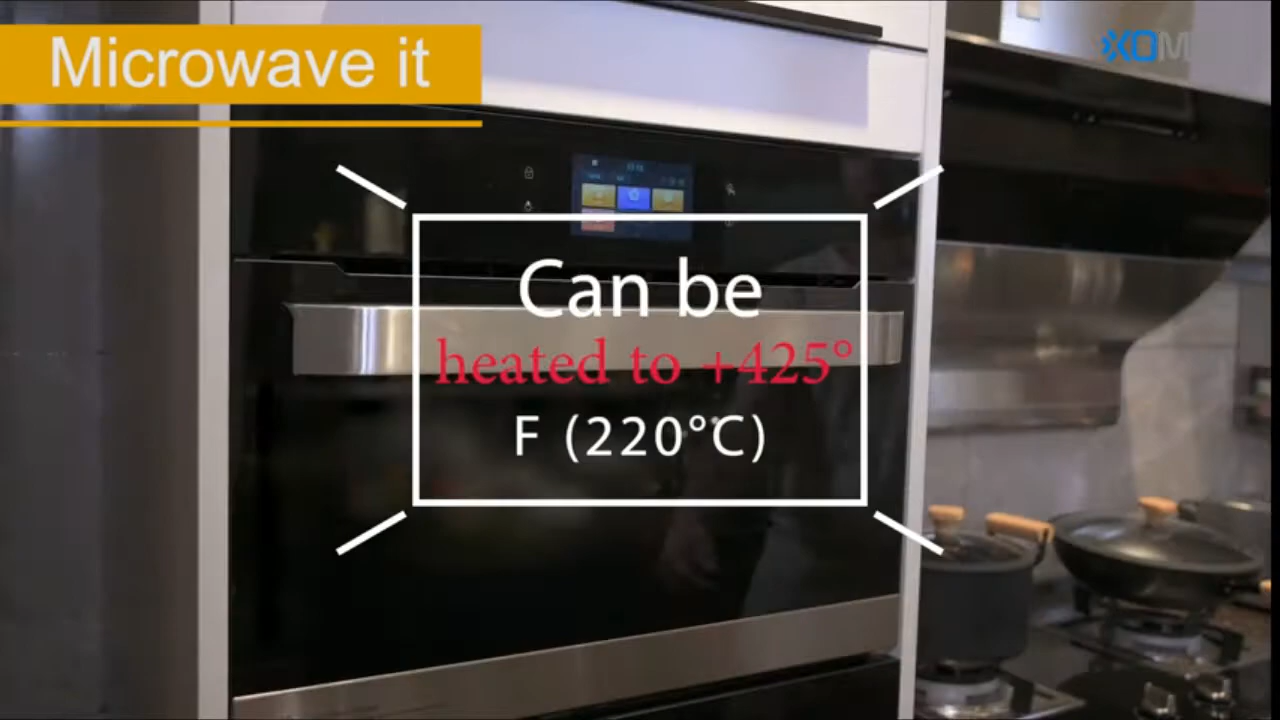 Microwave it
XOM
Can be
heated to +425°
F (220°C)